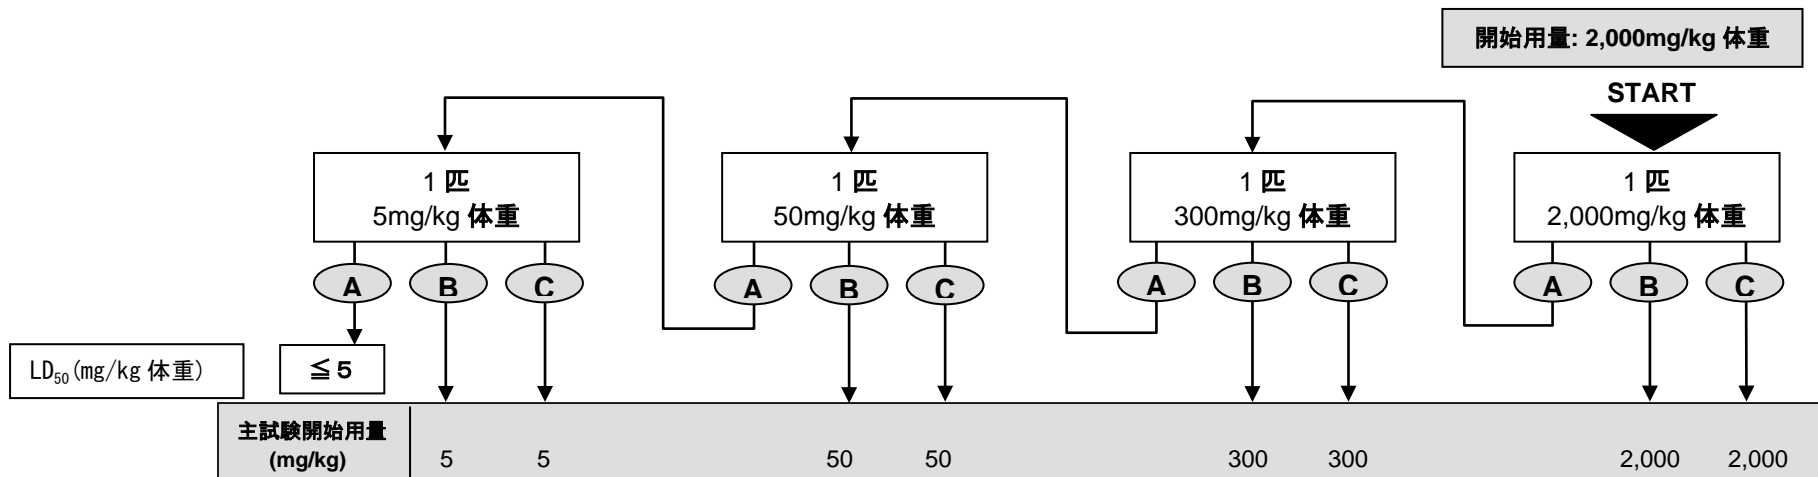 開始用量: 2,000mg/kg 体重
START
1 匹
5mg/kg 体重
1 匹
50mg/kg 体重
1 匹
300mg/kg 体重
1 匹
2,000mg/kg 体重
A
B
C
A
B
C
A
B
C
A
B
C
LD₅₀(mg/kg 体重)
≦５
主試験開始用量
(mg/kg)
5
5
50
50
300
300
2,000
2,000